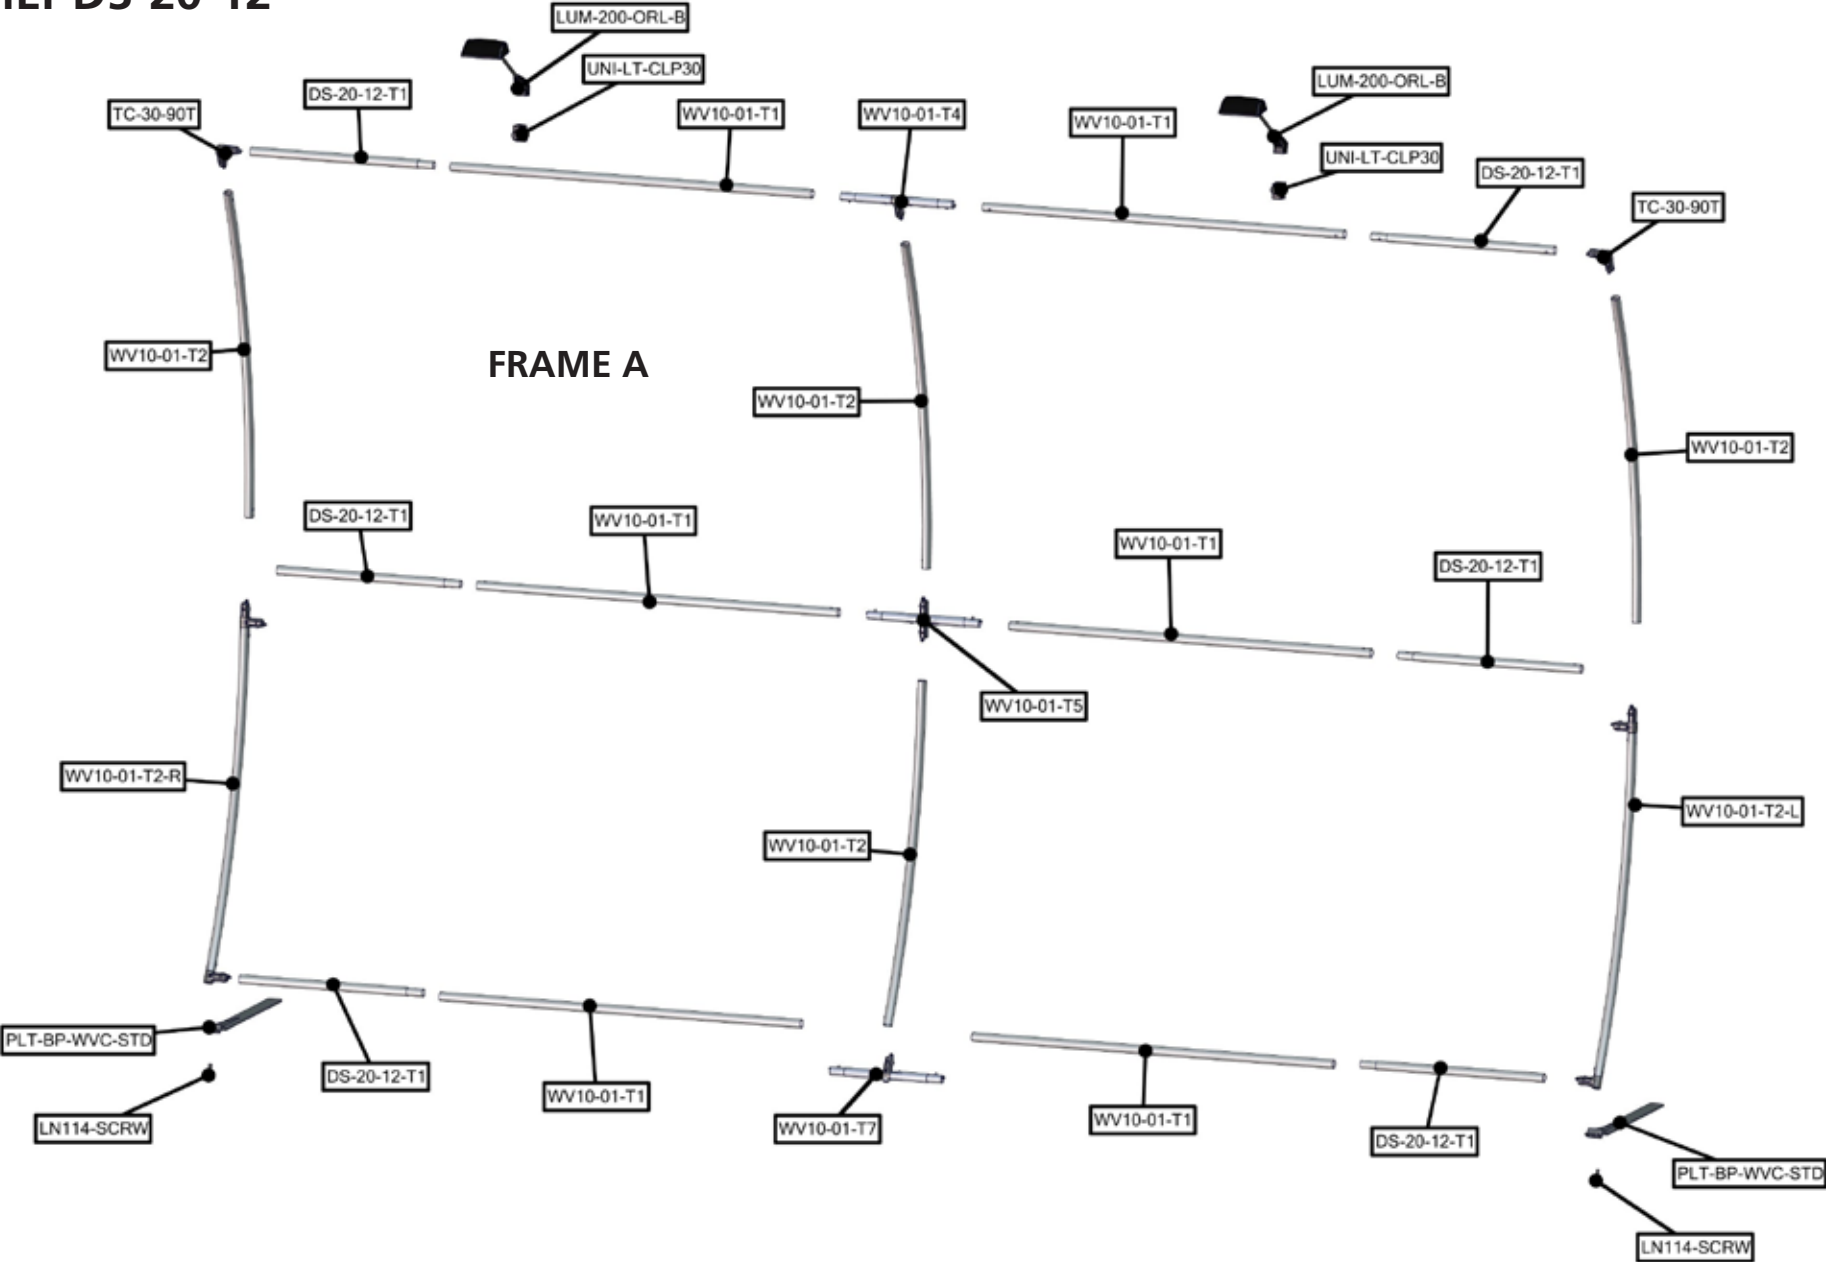 DS-20-12
LUM-200-ORL-B
UNI-LT-CLP30
LUM-200-ORL-B
DS-20-12-T1
TC-30-90T
WV10-01-T1
WV10-01-T4
WV10-01-T1
UNI-LT-CLP30
DS-20-12-T1
TC-30-90T
WV10-01-T2
FRAME A
WV10-01-T2
WV10-01-T2
DS-20-12-T1
WV10-01-T1
WV10-01-T1
DS-20-12-T1
WV10-01-T5
WV10-01-T2-R
WV10-01-T2-L
WV10-01-T2
PLT-BP-WVC-STD
DS-20-12-T1
WV10-01-T1
LN114-SCRW
WV10-01-T7
WV10-01-T1
DS-20-12-T1
PLT-BP-WVC-STD
LN114-SCRW